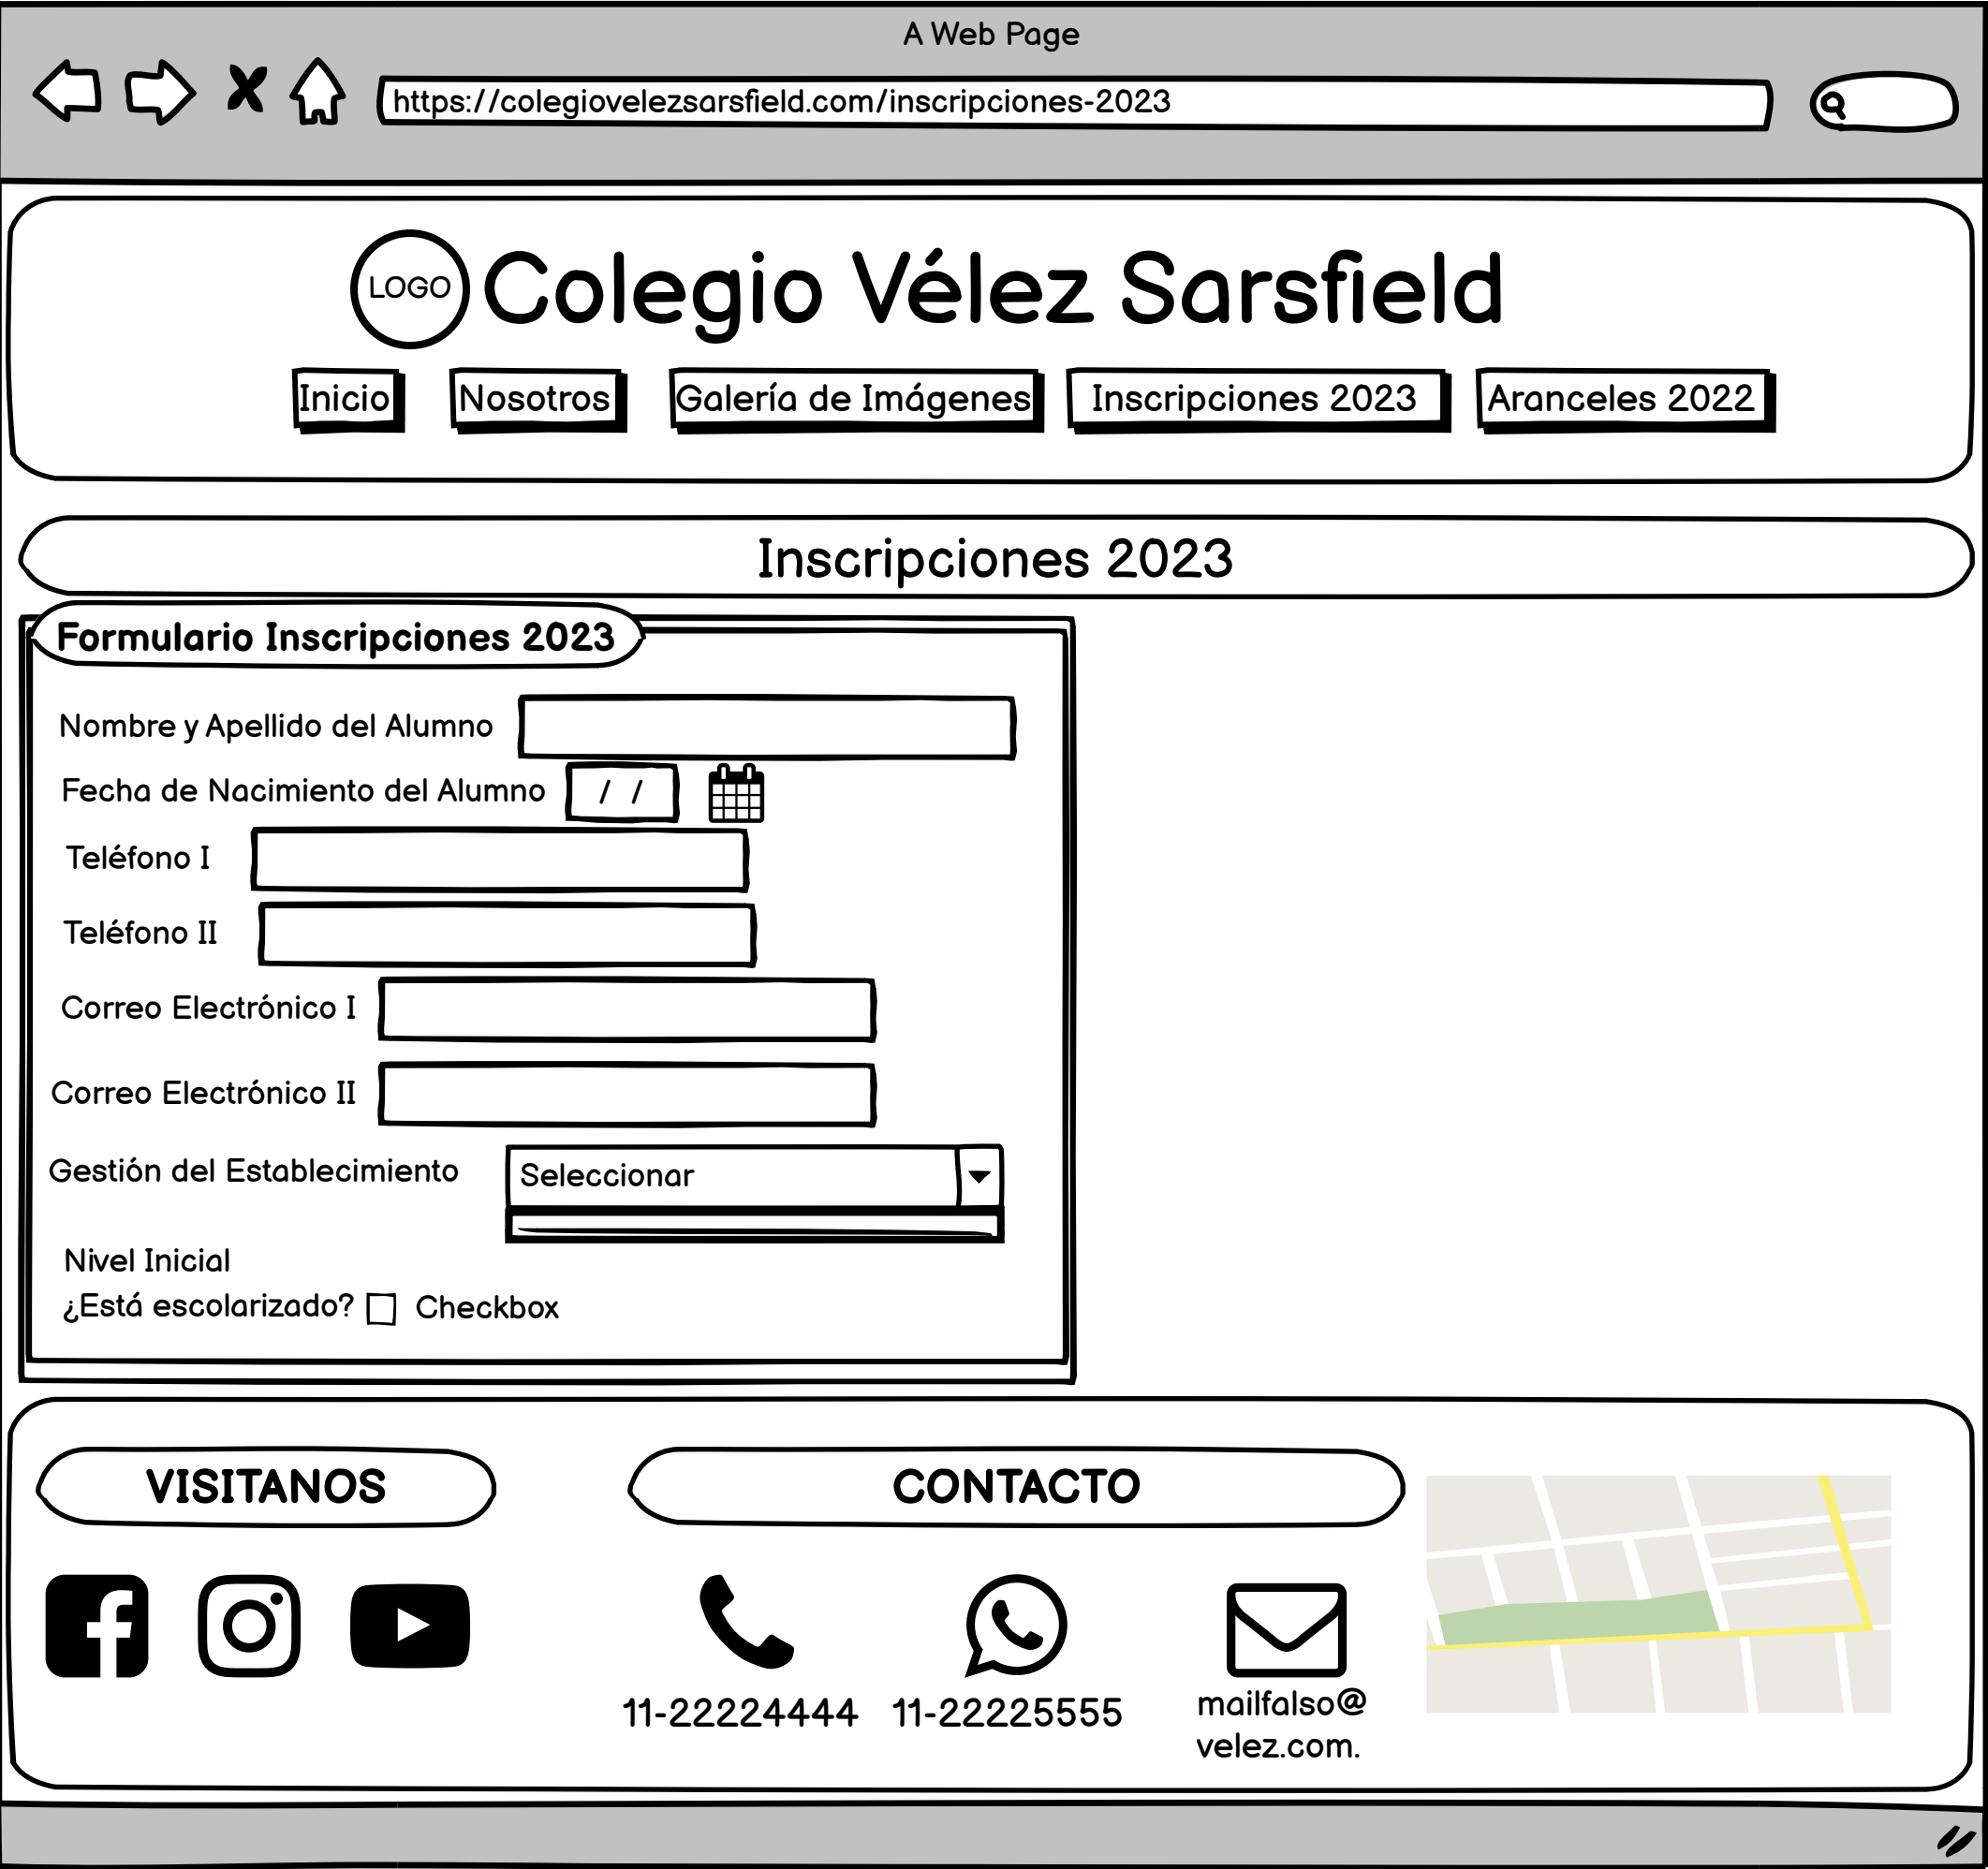 A Web Page
https://colegiovelezsarsfield.com/inscripciones-2023
LOGO
Colegio Vélez Sarsfield
Inicio
Nosotros
Galería de Imágenes
Inscripciones 2023
Aranceles 2022
Inscripciones 2023
Formulario Inscripciones 2023
Nombre y Apellido del Alumno
Fecha de Nacimiento del Alumno
/ /
Teléfono I
Teléfono II
Correo Electrónico I
Correo Electrónico II
Gestión del Establecimiento
Seleccionar
Nivel Inicial
¿Está escolarizado?
Checkbox
VISITANOS
CONTACTO
11-22224444
11-22225555
mailfalso@
velez.com.